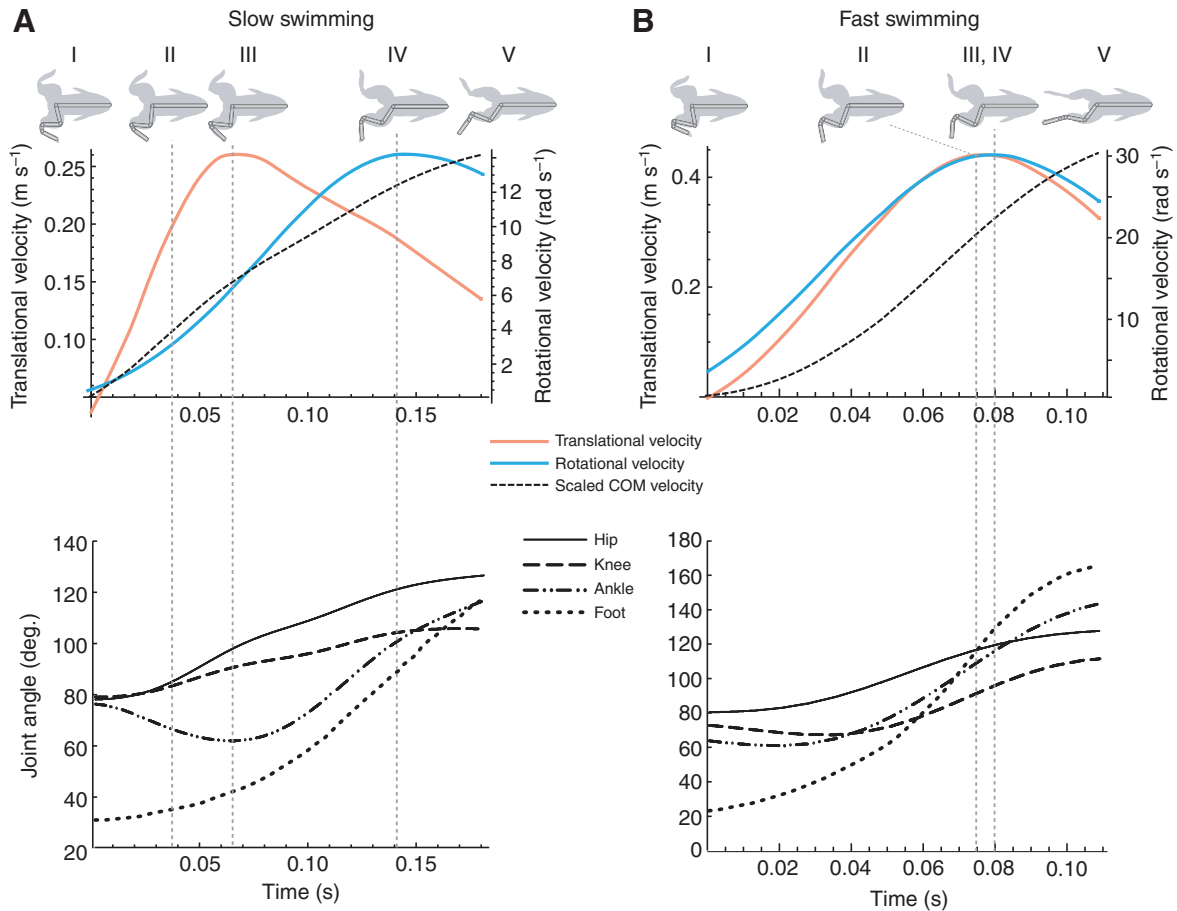 A
Slow swimming
I
II
III
IV
V
Translational velocity (m s–1)
0.25
0.20
0.15
0.10
0.05
0.10
0.15
12
10
8
6
4
2
Rotational velocity (rad s–1)
B
Fast swimming
I
II
III, IV
V
Translational velocity (m s–1)
0.4
0.2
0.02
0.04
0.06
0.08
0.10
30
20
10
Rotational velocity (rad s–1)
Translational velocity
Rotational velocity
Scaled COM velocity
Joint angle (deg.)
140
120
100
80
60
40
20
0.05
0.10
0.15
Time (s)
Hip
Knee
Ankle
Foot
180
160
140
120
100
80
60
40
20
0
0.02
0.04
0.06
0.08
0.10
Time (s)